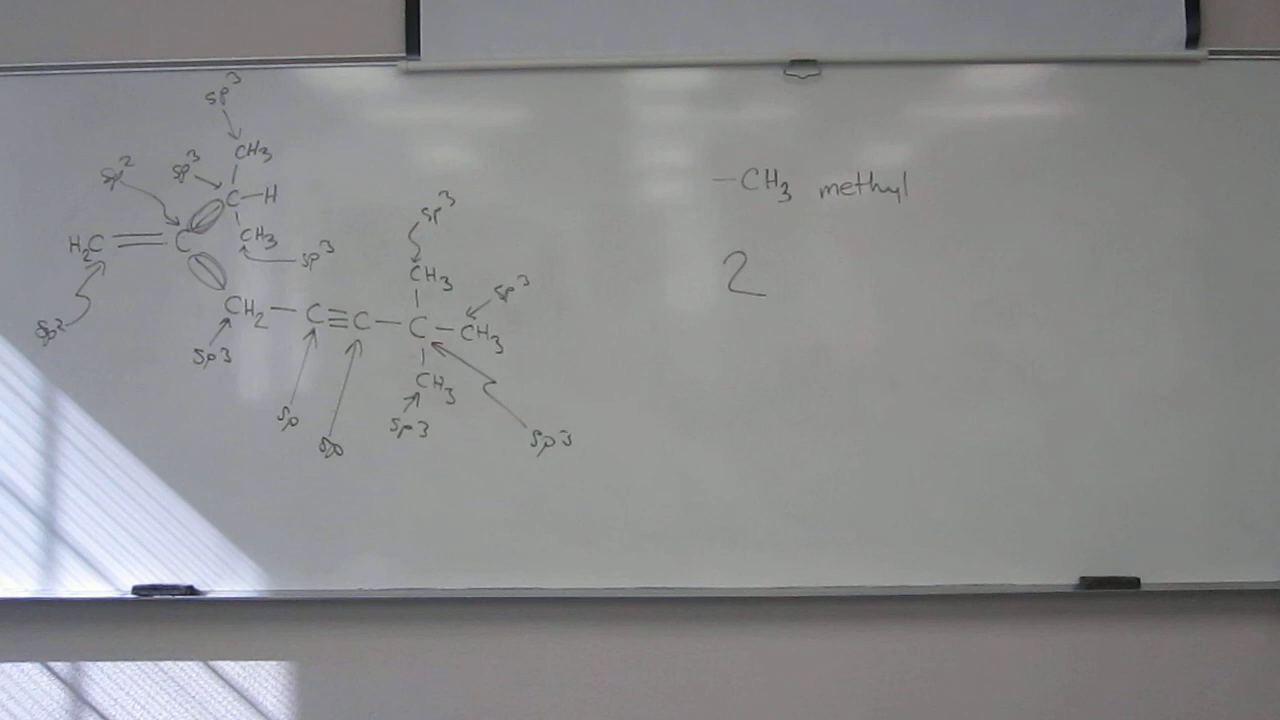 sp³
CH₃
sp² sp³ C—H
H₂C=C
CH₃ sp³
sp²
sp³
CH₃ sp³
CH₂—C≡C—C—CH₃
sp3
CH₃
sp sp sp3 sp3
—CH₃ methyl
2